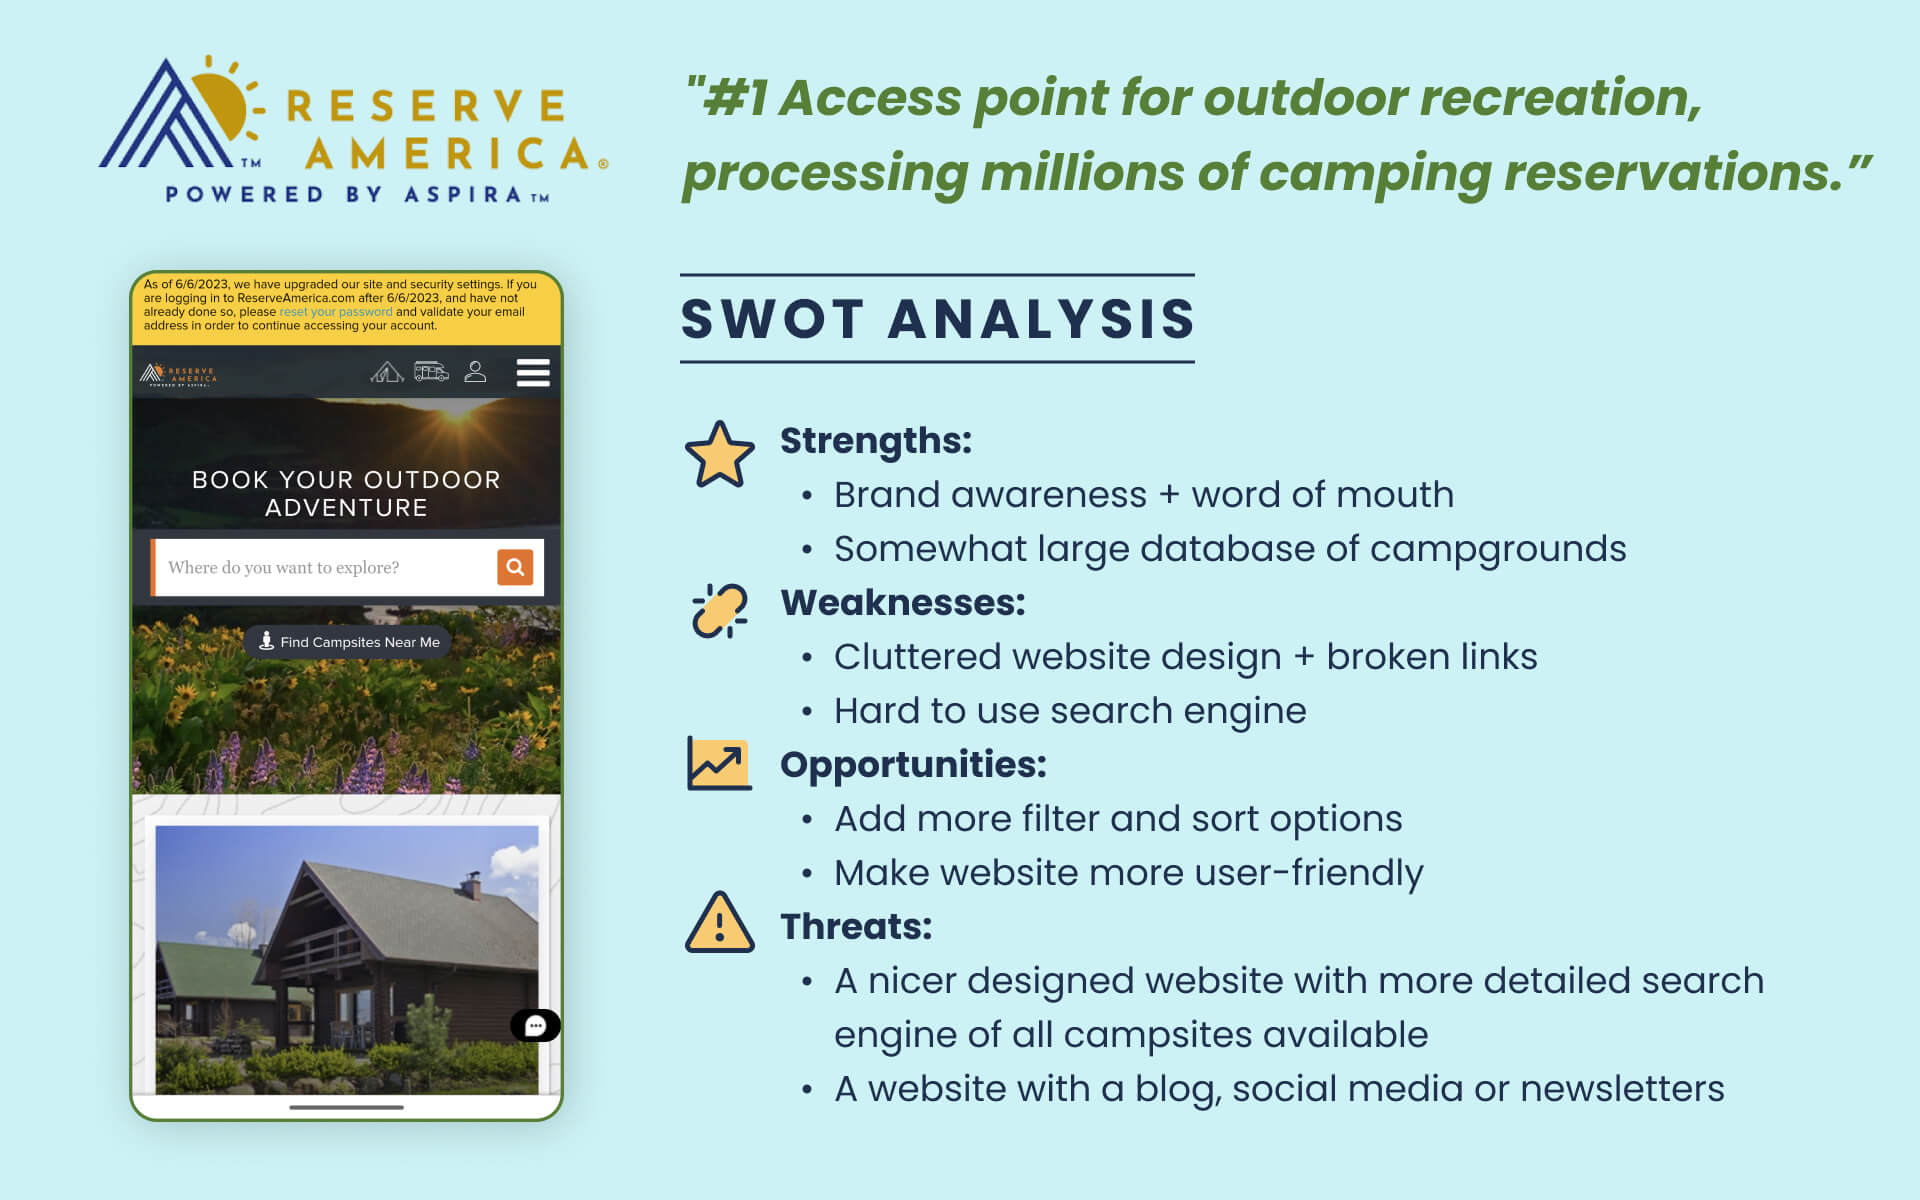 RESERVE
AMERICA®
TM
POWERED BY ASPIRA™
"#1 Access point for outdoor recreation,
processing millions of camping reservations.”
As of 6/6/2023, we have upgraded our site and security settings. If you
are logging in to ReserveAmerica.com after 6/6/2023, and have not
already done so, please reset your password and validate your email
address in order to continue accessing your account.
RESERVE
AMERICA
POWERED BY ASPIRA
BOOK YOUR OUTDOOR
ADVENTURE
Where do you want to explore?
Find Campsites Near Me
SWOT ANALYSIS
Strengths:
• Brand awareness + word of mouth
• Somewhat large database of campgrounds
Weaknesses:
• Cluttered website design + broken links
• Hard to use search engine
Opportunities:
• Add more filter and sort options
• Make website more user-friendly
Threats:
• A nicer designed website with more detailed search
engine of all campsites available
• A website with a blog, social media or newsletters